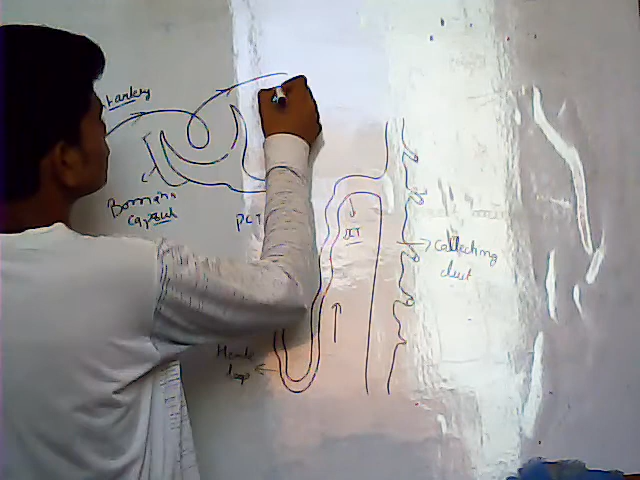 Bowman's
capsule
PCT
DCT
Collecting
duct
Henle
loop